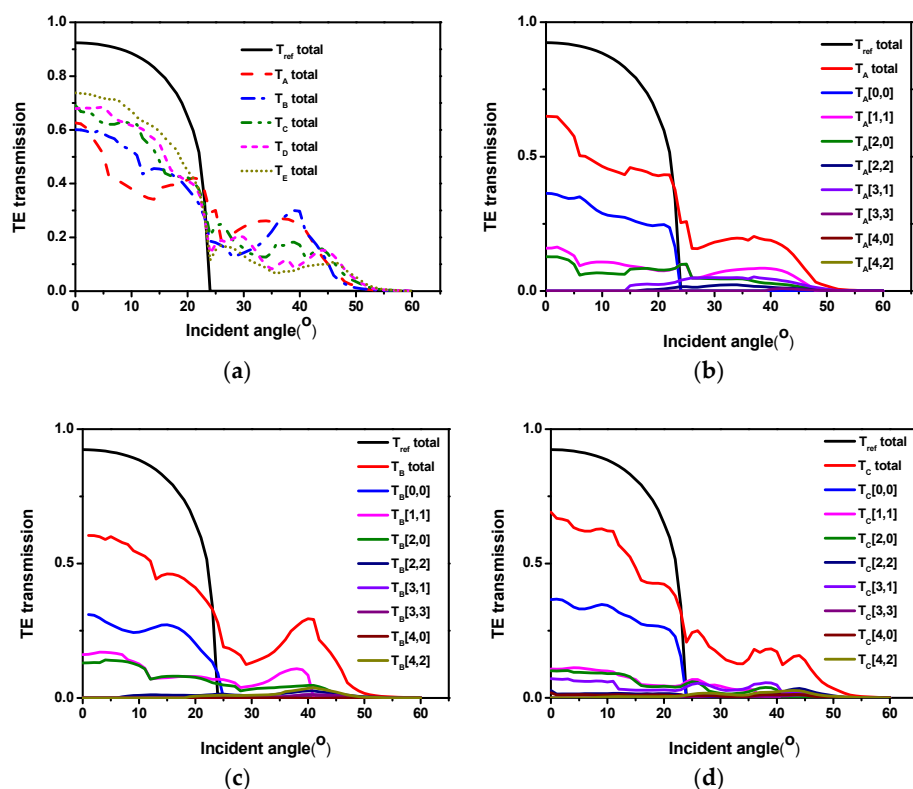 TE transmission
1.0
0.8
0.6
0.4
0.2
0.0
T_ref total
T_A total
T_B total
T_C total
T_D total
T_E total
0 10 20 30 40 50 60
Incident angle(°)
(a)
TE transmission
1.0
0.5
0.0
T_ref total
T_A total
T_A[0,0]
T_A[1,1]
T_A[2,0]
T_A[2,2]
T_A[3,1]
T_A[3,3]
T_A[4,0]
T_A[4,2]
0 10 20 30 40 50 60
Incident angle(°)
(b)
TE transmission
1.0
0.5
0.0
T_ref total
T_B total
T_B[0,0]
T_B[1,1]
T_B[2,0]
T_B[2,2]
T_B[3,1]
T_B[3,3]
T_B[4,0]
T_B[4,2]
0 10 20 30 40 50 60
Incident angle(°)
(c)
TE transmission
1.0
0.5
0.0
T_ref total
T_C total
T_C[0,0]
T_C[1,1]
T_C[2,0]
T_C[2,2]
T_C[3,1]
T_C[3,3]
T_C[4,0]
T_C[4,2]
0 10 20 30 40 50 60
Incident angle(°)
(d)